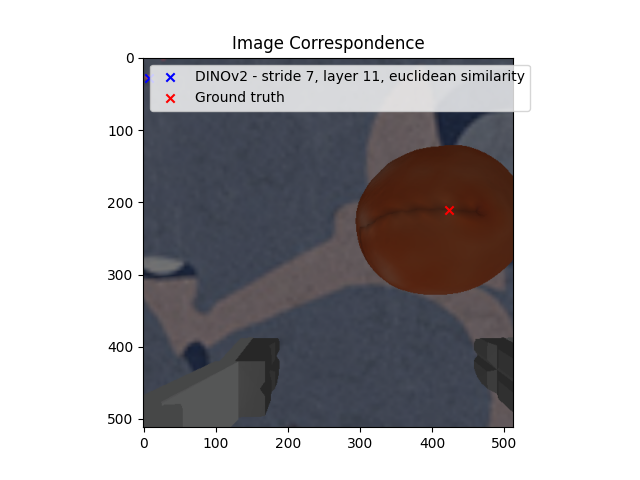 Image Correspondence
DINOv2 - stride 7, layer 11, euclidean similarity
Ground truth
0
100
200
300
400
500
0 100 200 300 400 500